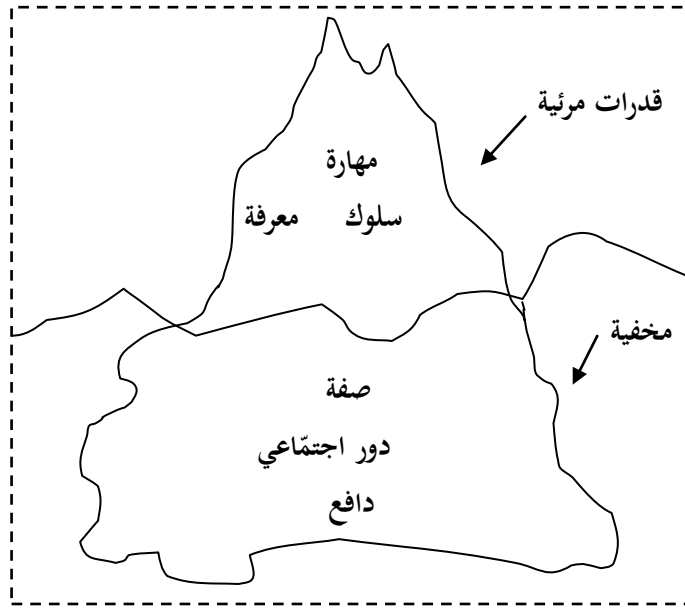 قدرات مرئية
مهارة
سلوك معرفة
مخفية
صفة
دور اجتمّاعي
دافع